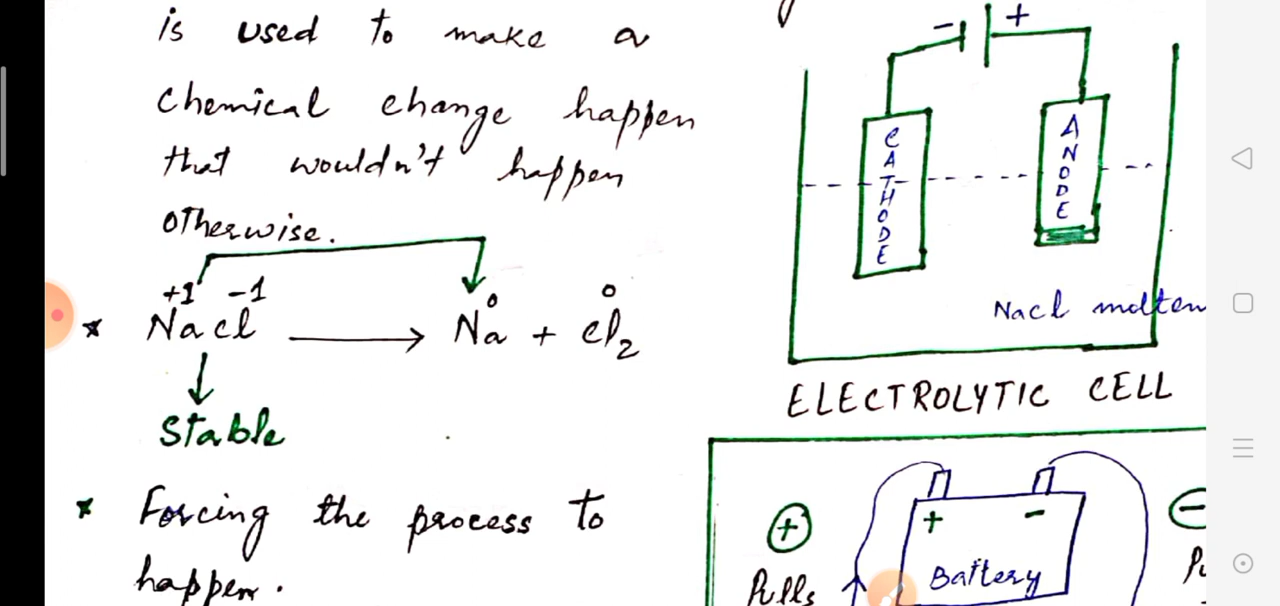 is used to make a
chemical change happen
that wouldn't happen
otherwise.
+1 -1 0 0
* NaCl → Na + Cl2
Stable
* Forcing the process to
happen.
- +
CATHODE
ANODE
NaCl molten
ELECTROLYTIC CELL
+ -
+ Battery -
Pulls